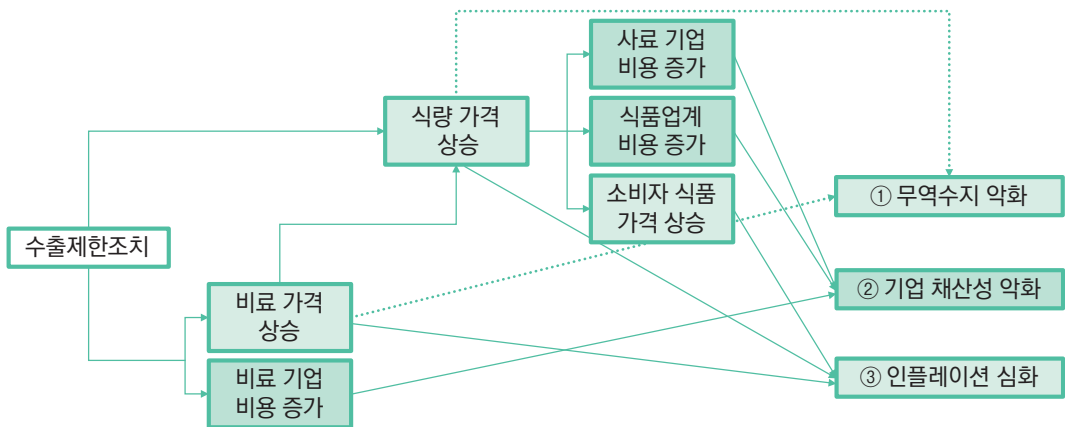 사료 기업
비용 증가
식량 가격
상승
식품업계
비용 증가
소비자 식품
가격 상승
① 무역수지 악화
수출제한조치
비료 가격
상승
② 기업 채산성 악화
비료 기업
비용 증가
③ 인플레이션 심화